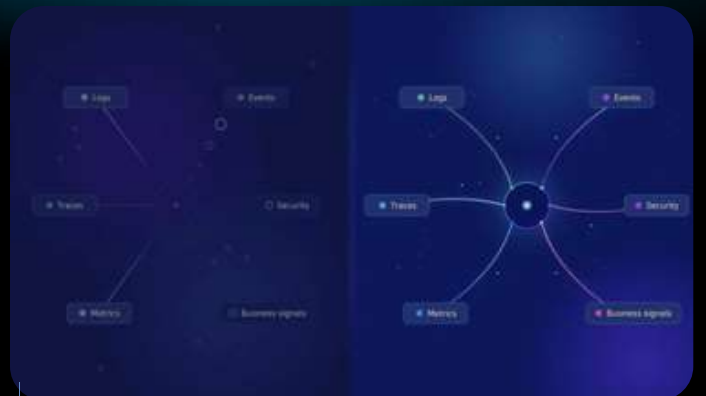 Logs
Events
Traces
Security
Metrics
Business signals
Logs
Events
Traces
Security
Metrics
Business signals